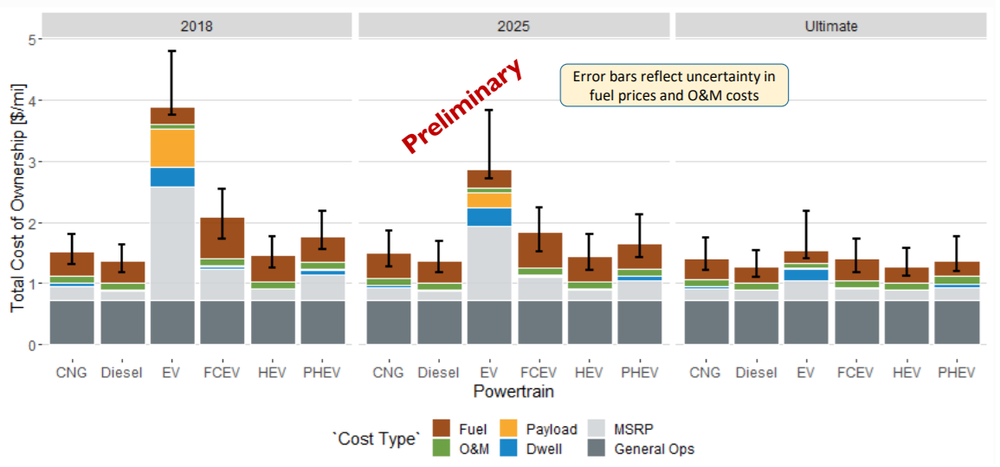 2018 2025 Ultimate
Total Cost of Ownership [$/mi]
5
4
3
2
1
0
Preliminary
Error bars reflect uncertainty in
fuel prices and O&M costs
CNG Diesel EV FCEV HEV PHEV CNG Diesel EV FCEV HEV PHEV CNG Diesel EV FCEV HEV PHEV
Powertrain
`Cost Type`
Fuel Payload MSRP
O&M Dwell General Ops